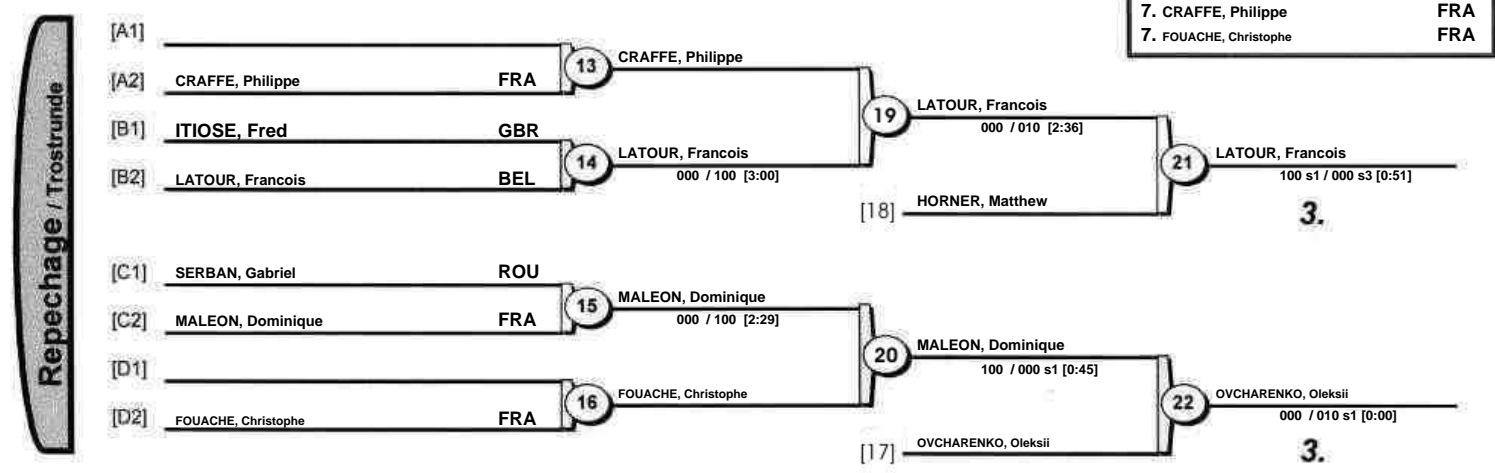 7. CRAFFE, Philippe FRA
7. FOUACHE, Christophe FRA
Repechage / Trostrunde
[A1]
[A2] CRAFFE, Philippe FRA
13 CRAFFE, Philippe
[B1] ITIOSE, Fred GBR
[B2] LATOUR, Francois BEL
14 LATOUR, Francois
000 / 100 [3:00]
19 LATOUR, Francois
000 / 010 [2:36]
[18] HORNER, Matthew
21 LATOUR, Francois
100 s1 / 000 s3 [0:51]
3.
[C1] SERBAN, Gabriel ROU
[C2] MALEON, Dominique FRA
15 MALEON, Dominique
000 / 100 [2:29]
[D1]
[D2] FOUACHE, Christophe FRA
16 FOUACHE, Christophe
20 MALEON, Dominique
100 / 000 s1 [0:45]
[17] OVCHARENKO, Oleksii
22 OVCHARENKO, Oleksii
000 / 010 s1 [0:00]
3.